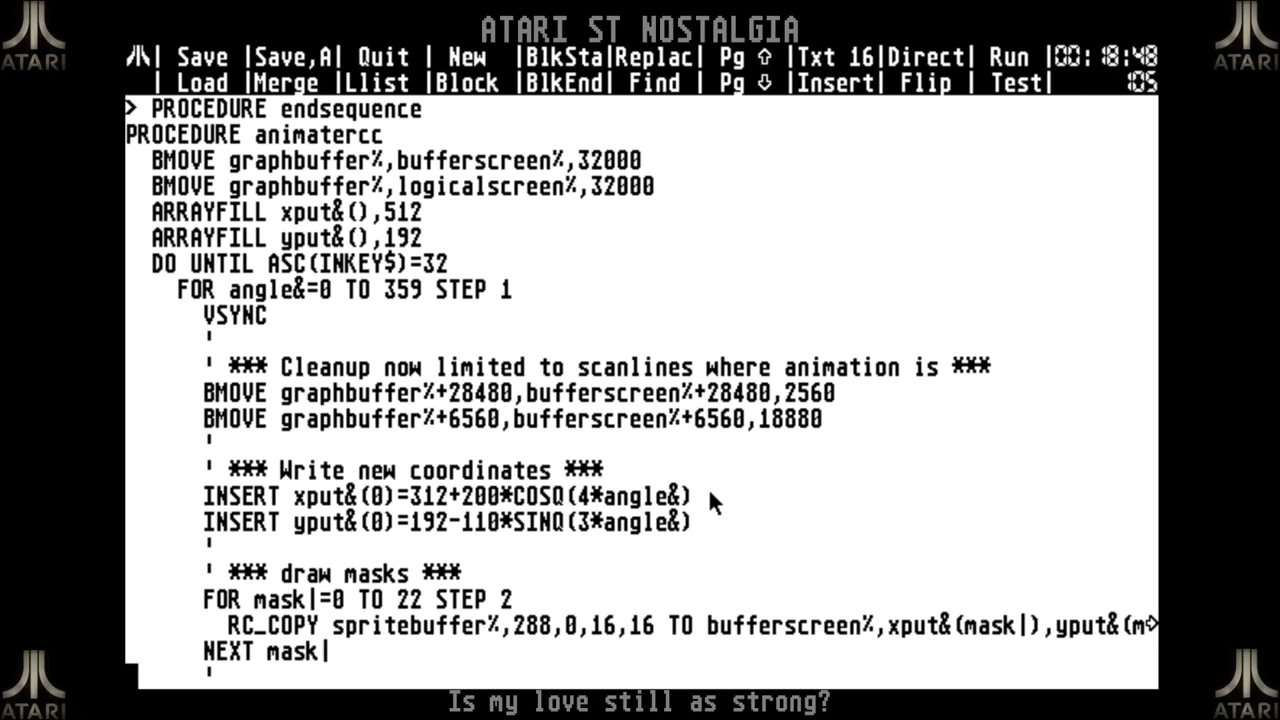 ATARI ST NOSTALGIA
| Save |Save,A| Quit | New |BlkSta|Replac| Pg ⇧ |Txt 16|Direct| Run |00:18:48
| Load |Merge |Llist |Block |BlkEnd| Find | Pg ⇩ |Insert| Flip | Test| 105
> PROCEDURE endsequence
PROCEDURE animatercc
BMOVE graphbuffer%,bufferscreen%,32000
BMOVE graphbuffer%,logicalscreen%,32000
ARRAYFILL xput&(),512
ARRAYFILL yput&(),192
DO UNTIL ASC(INKEY$)=32
FOR angle&=0 TO 359 STEP 1
VSYNC
'
' *** Cleanup now limited to scanlines where animation is ***
BMOVE graphbuffer%+28480,bufferscreen%+28480,2560
BMOVE graphbuffer%+6560,bufferscreen%+6560,18880
'
' *** Write new coordinates ***
INSERT xput&(0)=312+200*COSQ(4*angle&)
INSERT yput&(0)=192-110*SINQ(3*angle&)
'
' *** draw masks ***
FOR mask|=0 TO 22 STEP 2
RC_COPY spritebuffer%,288,0,16,16 TO bufferscreen%,xput&(mask|),yput&(m
NEXT mask|
'
Is my love still as strong?
ATARI
ATARI
ATARI
ATARI